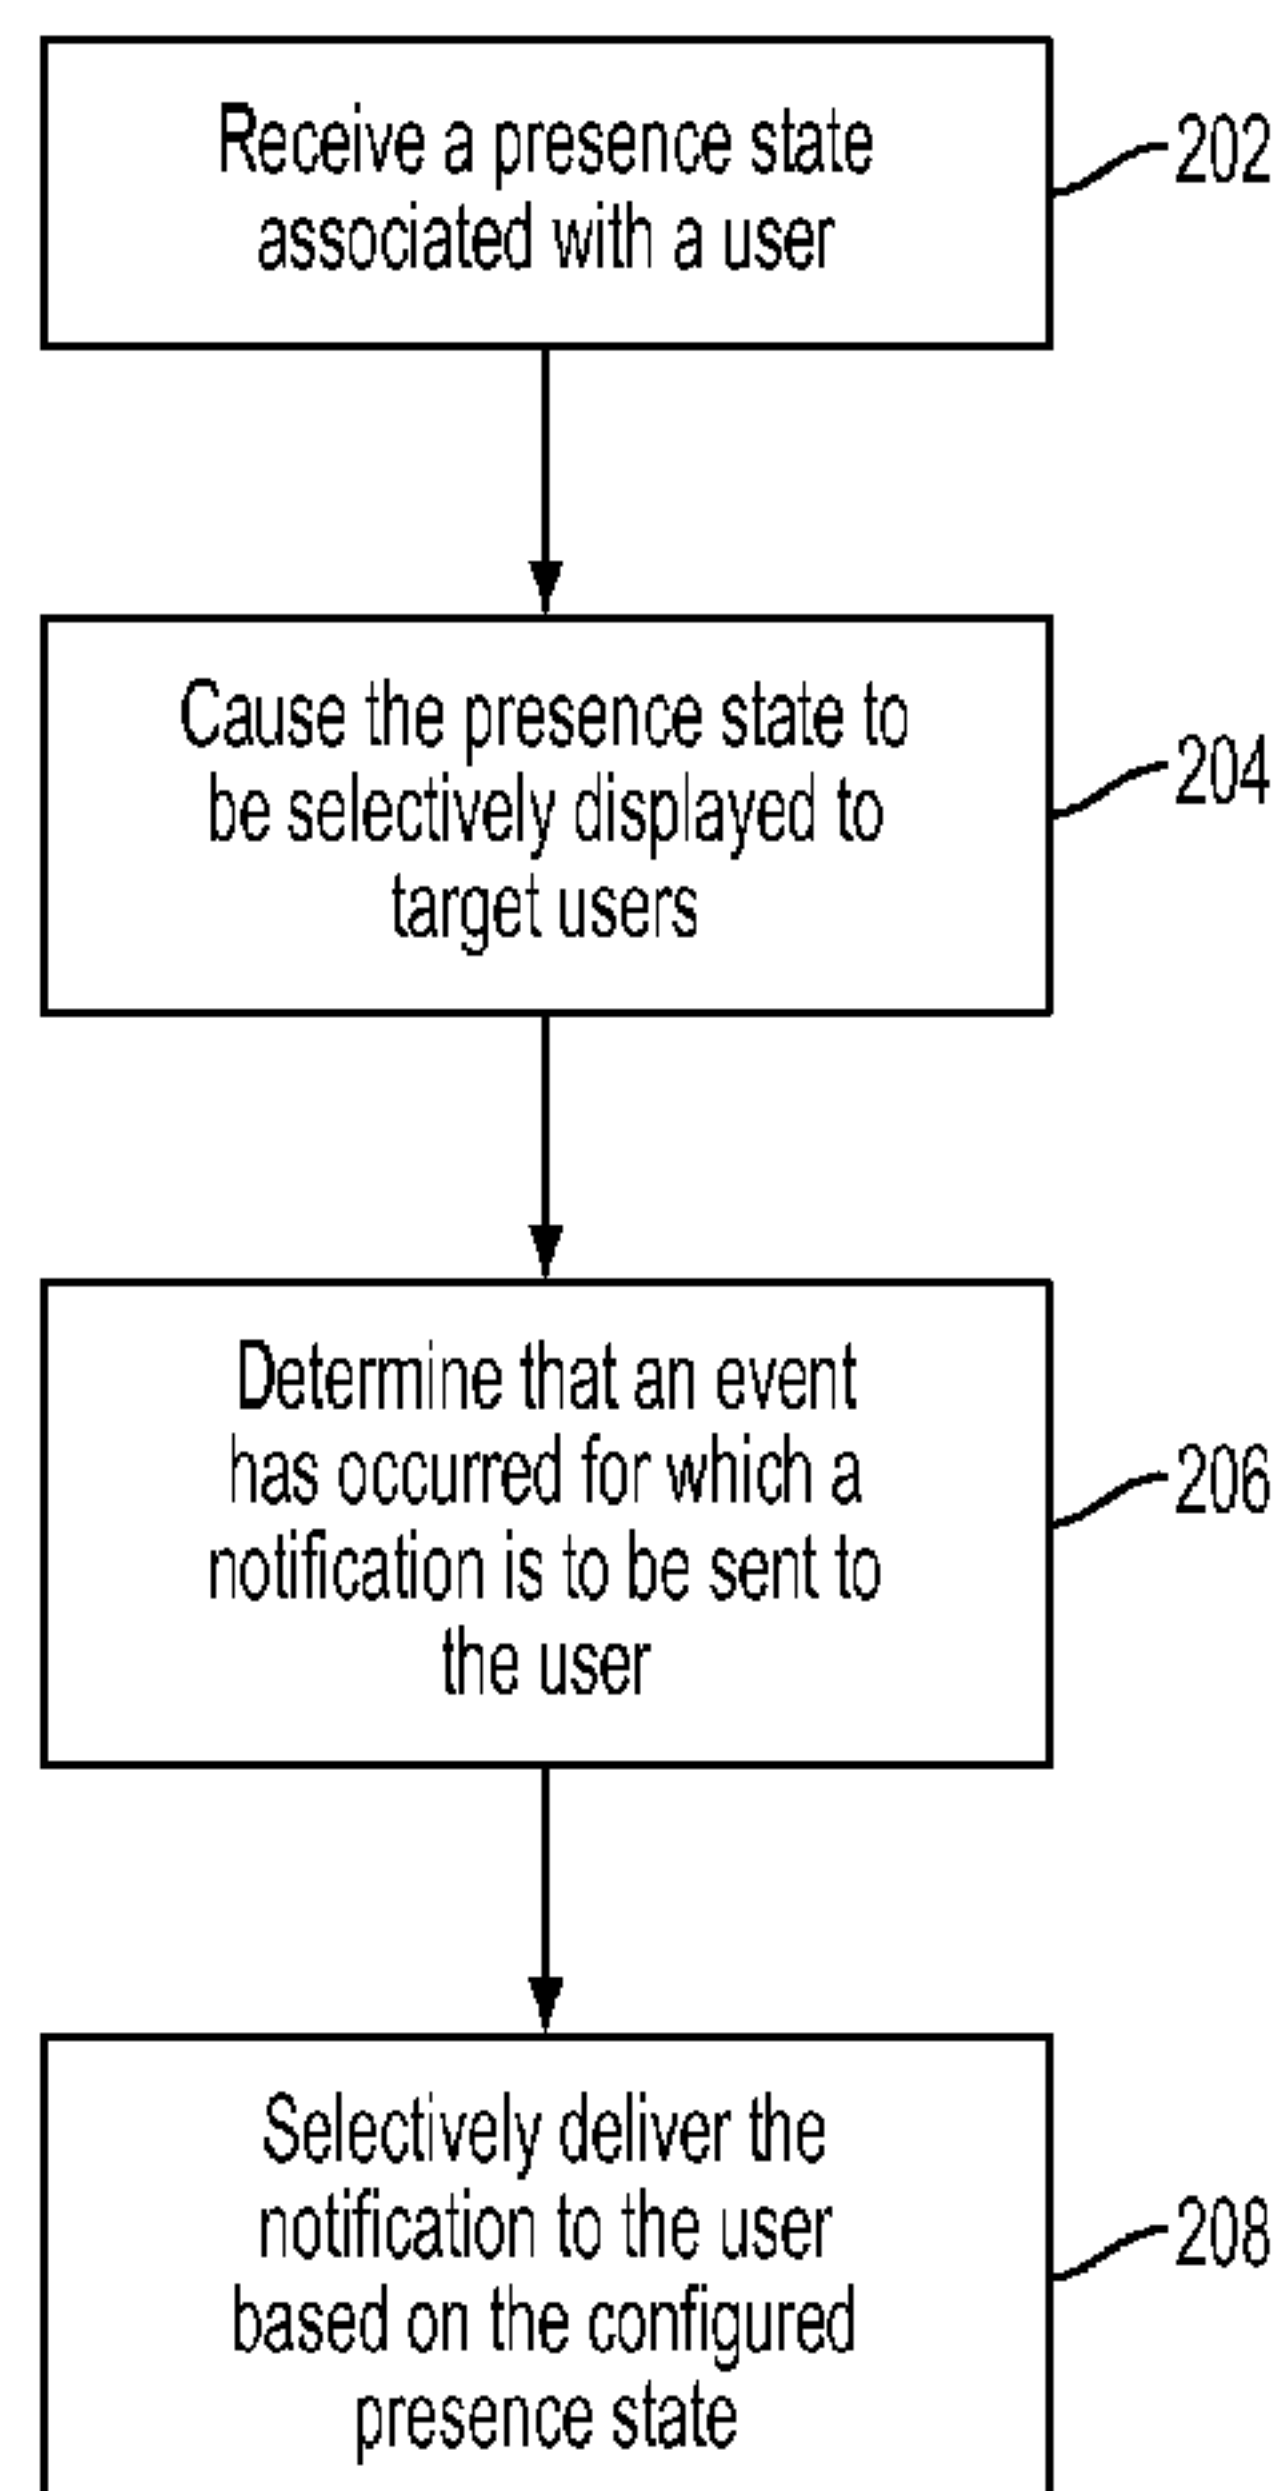 Receive a presence state
associated with a user
202
Cause the presence state to
be selectively displayed to
target users
204
Determine that an event
has occurred for which a
notification is to be sent to
the user
206
Selectively deliver the
notification to the user
based on the configured
presence state
208